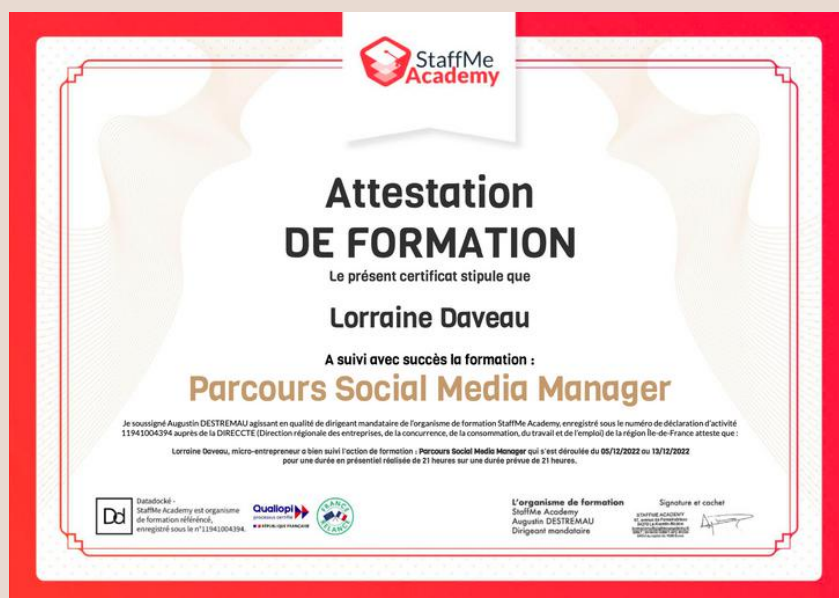 StaffMe
Academy
Attestation
DE FORMATION
Le présent certificat stipule que
Lorraine Daveau
A suivi avec succès la formation :
Parcours Social Media Manager
Je soussigné Augustin DESTREMAU agissant en qualité de dirigeant mandataire de l'organisme de formation StaffMe Academy, enregistré sous le numéro de déclaration d'activité
11941004394 auprès de la DIRECCTE (Direction régionale des entreprises, de la concurrence, de la consommation, du travail et de l'emploi) de la région Île-de-France atteste que :
Lorraine Daveau, micro-entrepreneur a bien suivi l'action de formation : Parcours Social Media Manager qui s'est déroulée du 05/12/2022 au 13/12/2022
pour une durée en présentiel réalisée de 21 heures sur une durée prévue de 21 heures.
Dd
Datadocké -
StaffMe Academy est organisme
de formation référéncé,
enregistré sous le n°11941004394.
Qualiopi
processus certifié
RÉPUBLIQUE FRANÇAISE
FRANCE
RELANCE
L'organisme de formation
StaffMe Academy
Augustin DESTREMAU
Dirigeant mandataire
Signature et cachet
STAFFME ACADEMY